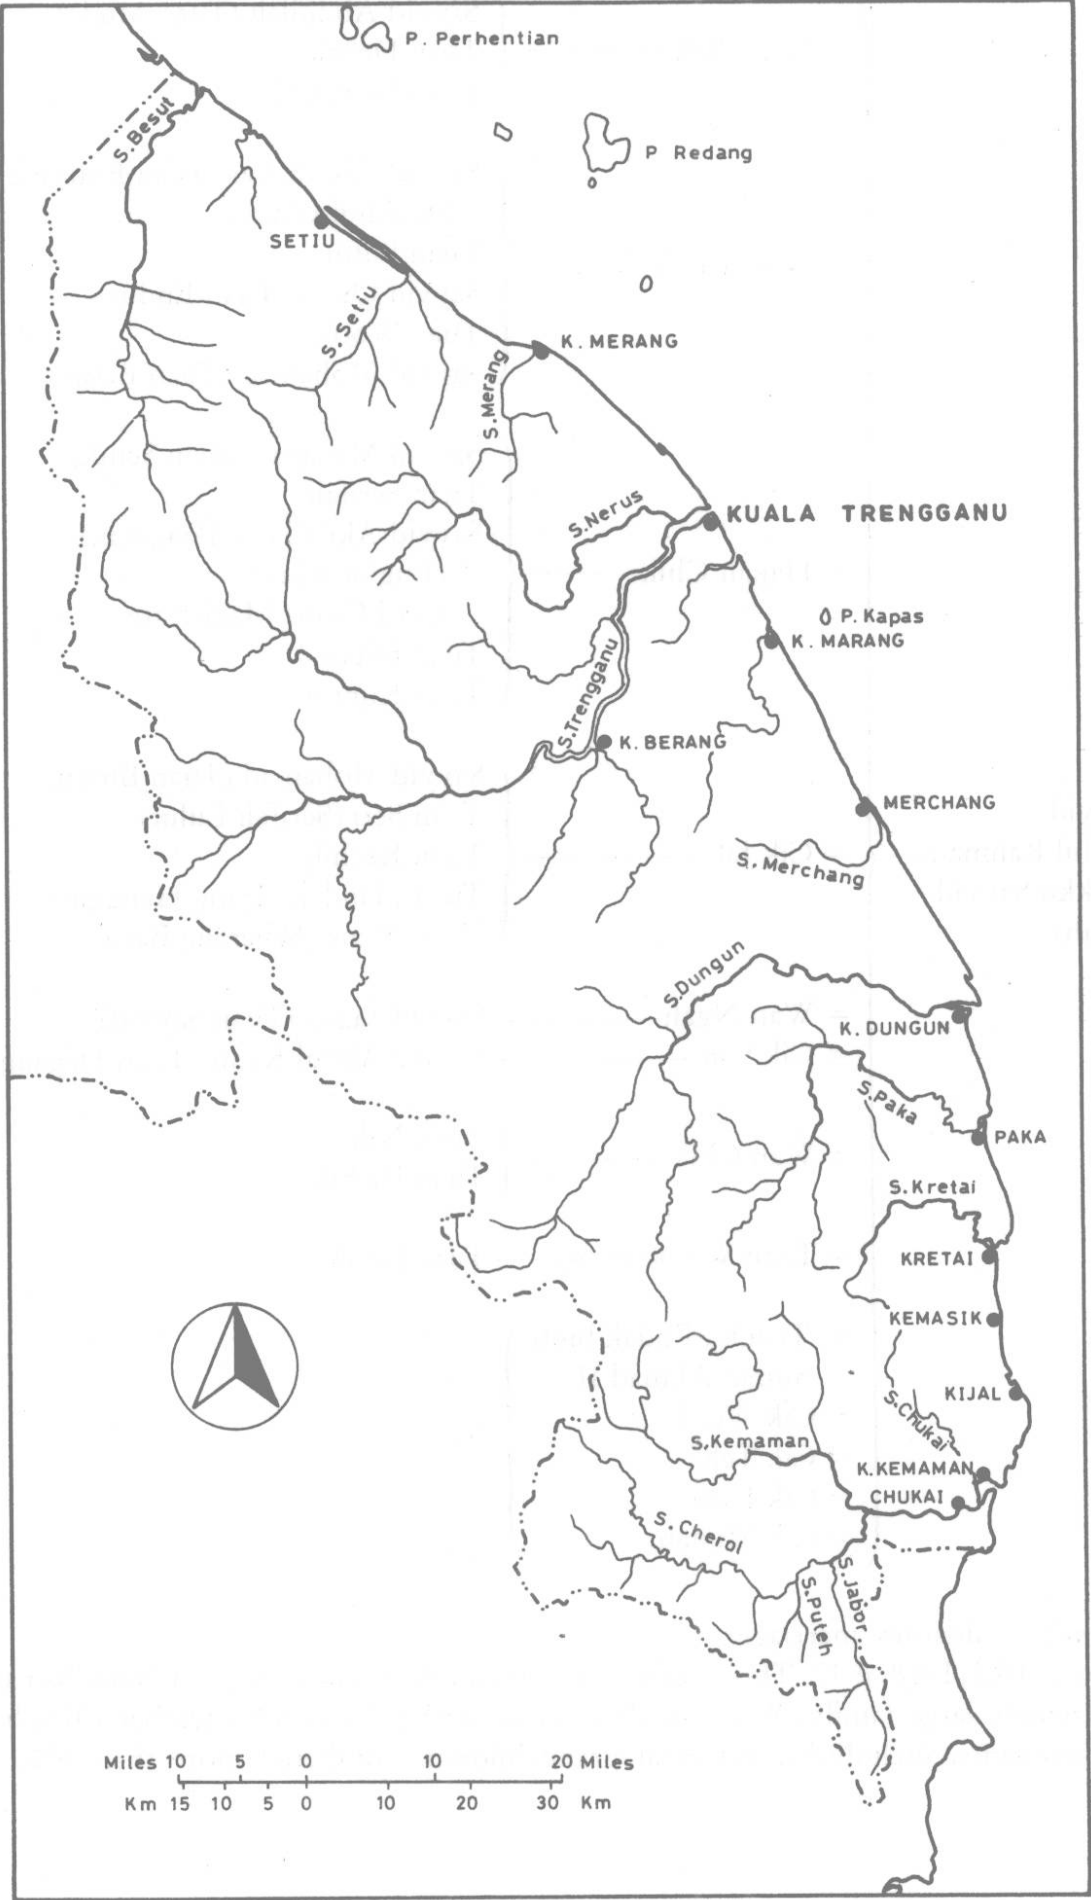 P. Perhentian
S. Besut
P Redang
SETIU
S. Setiu
K. MERANG
S. Merang
S. Nerus
KUALA TRENGGANU
P. Kapas
K. MARANG
S. Trengganu
K. BERANG
MERCHANG
S. Merchang
S. Dungun
K. DUNGUN
S. Paka
PAKA
S. Kretai
KRETAI
KEMASIK
KIJAL
S. Chukai
S. Kemaman
K. KEMAMAN
CHUKAI
S. Cherol
S. Jabor
S. Puteh
Miles 10 5 0 10 20 Miles
Km 15 10 5 0 10 20 30 Km